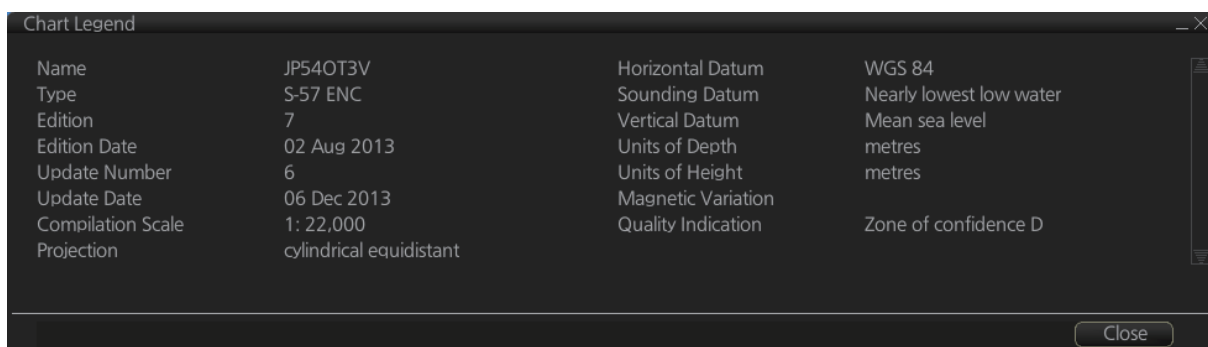 Chart Legend
Name JP54OT3V
Type S-57 ENC
Edition 7
Edition Date 02 Aug 2013
Update Number 6
Update Date 06 Dec 2013
Compilation Scale 1: 22,000
Projection cylindrical equidistant
Horizontal Datum WGS 84
Sounding Datum Nearly lowest low water
Vertical Datum Mean sea level
Units of Depth metres
Units of Height metres
Magnetic Variation
Quality Indication Zone of confidence D
Close